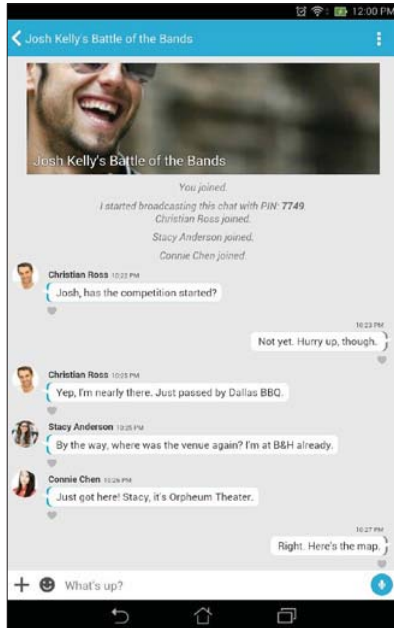 12:00 PM
Josh Kelly's Battle of the Bands
Josh Kelly's Battle of the Bands
You joined.
I started broadcasting this chat with PIN: 7749.
Christian Ross joined.
Stacy Anderson joined.
Connie Chen joined.
Christian Ross 10:22 PM
Josh, has the competition started?
10:23 PM
Not yet. Hurry up, though.
Christian Ross 10:25 PM
Yep, I'm nearly there. Just passed by Dallas BBQ.
Stacy Anderson 10:25 PM
By the way, where was the venue again? I'm at B&H already.
Connie Chen 10:26 PM
Just got here! Stacy, it's Orpheum Theater.
10:27 PM
Right. Here's the map.
What's up?